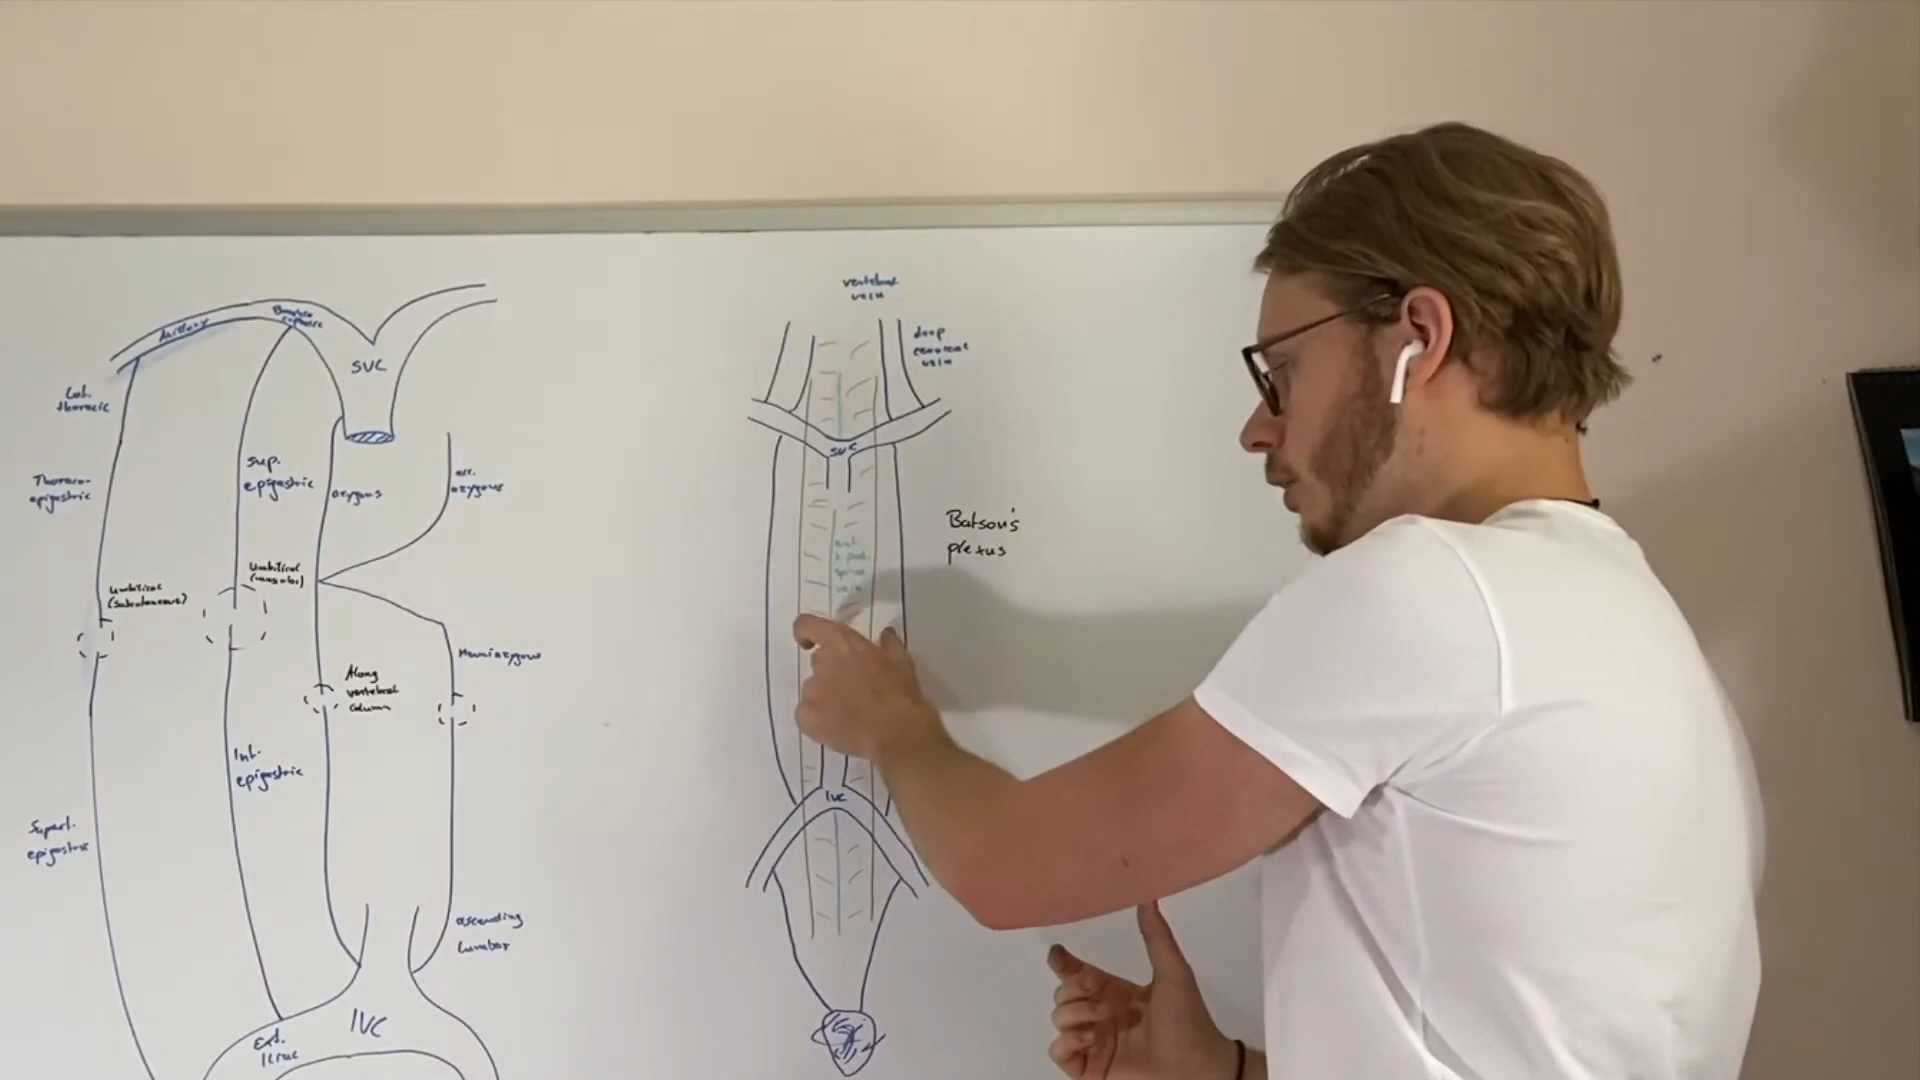 Axillary
SVC
Lat.
thoracic
Thoraco-
epigastric
sup.
epigastric
azygous
acc.
azygous
Umbilical
(subcutaneous)
Umbilical
(muscular)
Hemiazygous
Along
vertebral
column
Inf.
epigastric
Superf.
epigastric
ascending
lumbar
IVC
Ext.
iliac
vertebral
vein
deep
cervical
vein
SVC
Batson's
plexus
IVC